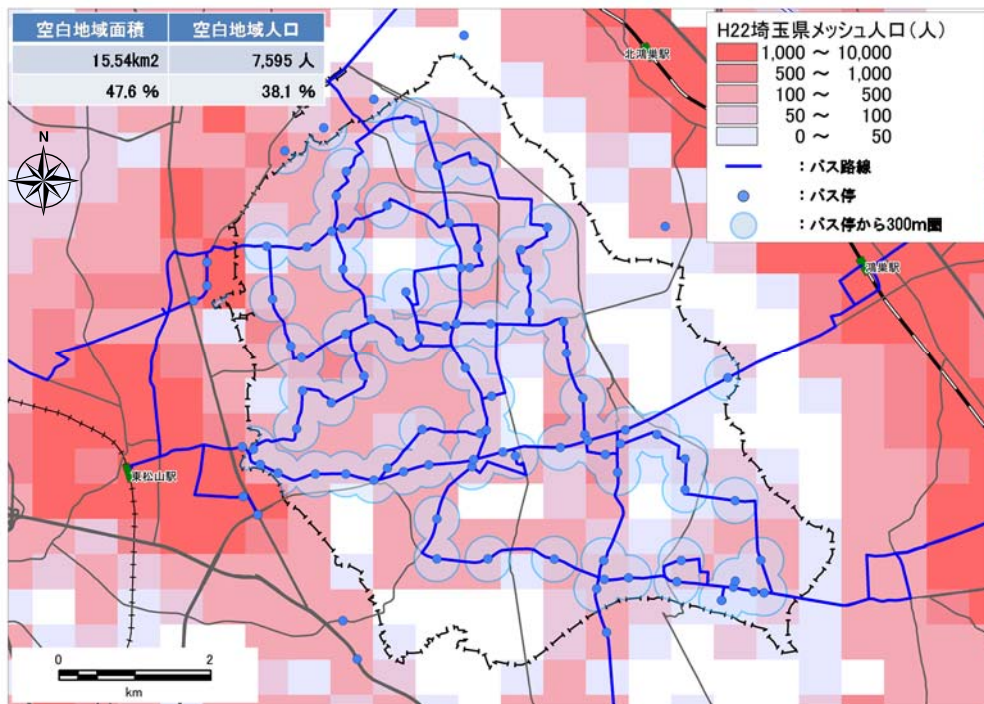 空白地域面積 空白地域人口
15.54km2 7,595 人
47.6 % 38.1 %
N
H22埼玉県メッシュ人口(人)
1,000 ～ 10,000
500 ～ 1,000
100 ～ 500
50 ～ 100
0 ～ 50
：バス路線
：バス停
：バス停から300m圏
北鴻巣駅
鴻巣駅
東松山駅
0 2
km